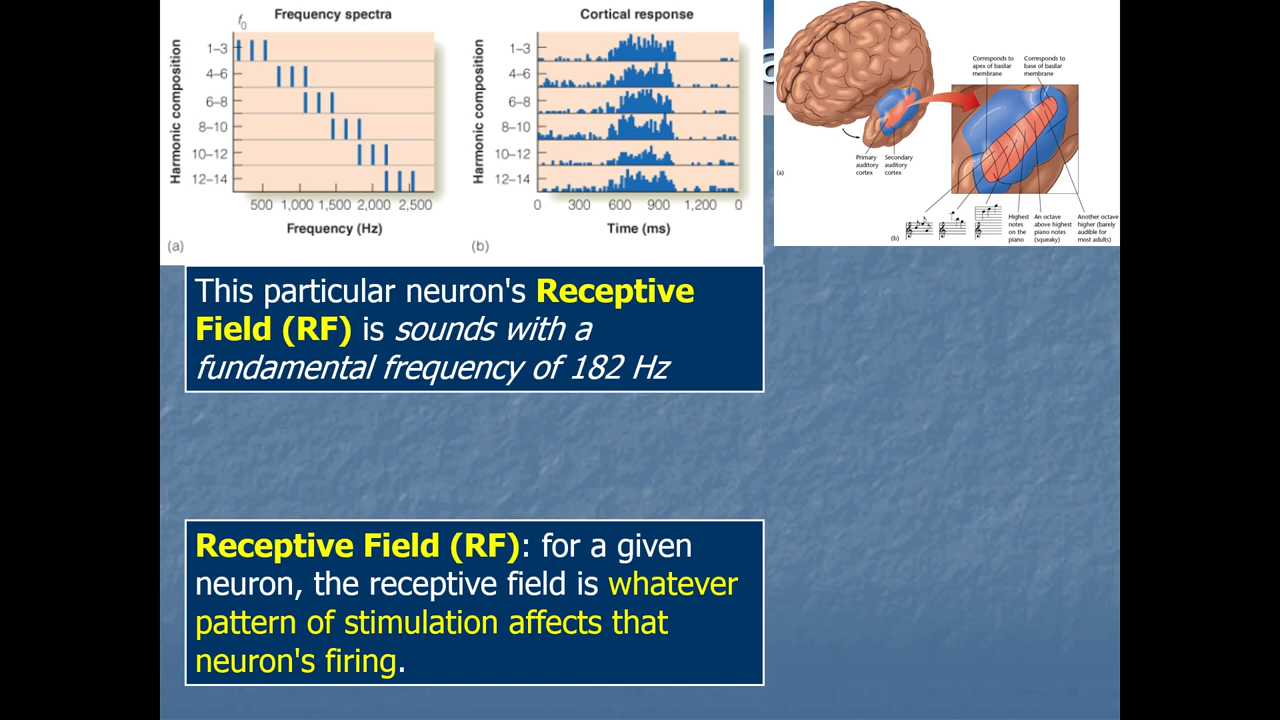 Frequency spectra
f0
Harmonic composition
1–3
4–6
6–8
8–10
10–12
12–14
500 1,000 1,500 2,000 2,500
Frequency (Hz)
(a)
Cortical response
Harmonic composition
1–3
4–6
6–8
8–10
10–12
12–14
0 300 600 900 1,200 0
Time (ms)
(b)
Corresponds to
apex of basilar
membrane
Corresponds to
base of basilar
membrane
Primary
auditory
cortex
Secondary
auditory
cortex
(a)
(b)
Highest
notes
on the
piano
An octave
above highest
piano notes
(squeaky)
Another octave
higher (barely
audible for
most adults)
This particular neuron's Receptive
Field (RF) is sounds with a
fundamental frequency of 182 Hz
Receptive Field (RF): for a given
neuron, the receptive field is whatever
pattern of stimulation affects that
neuron's firing.